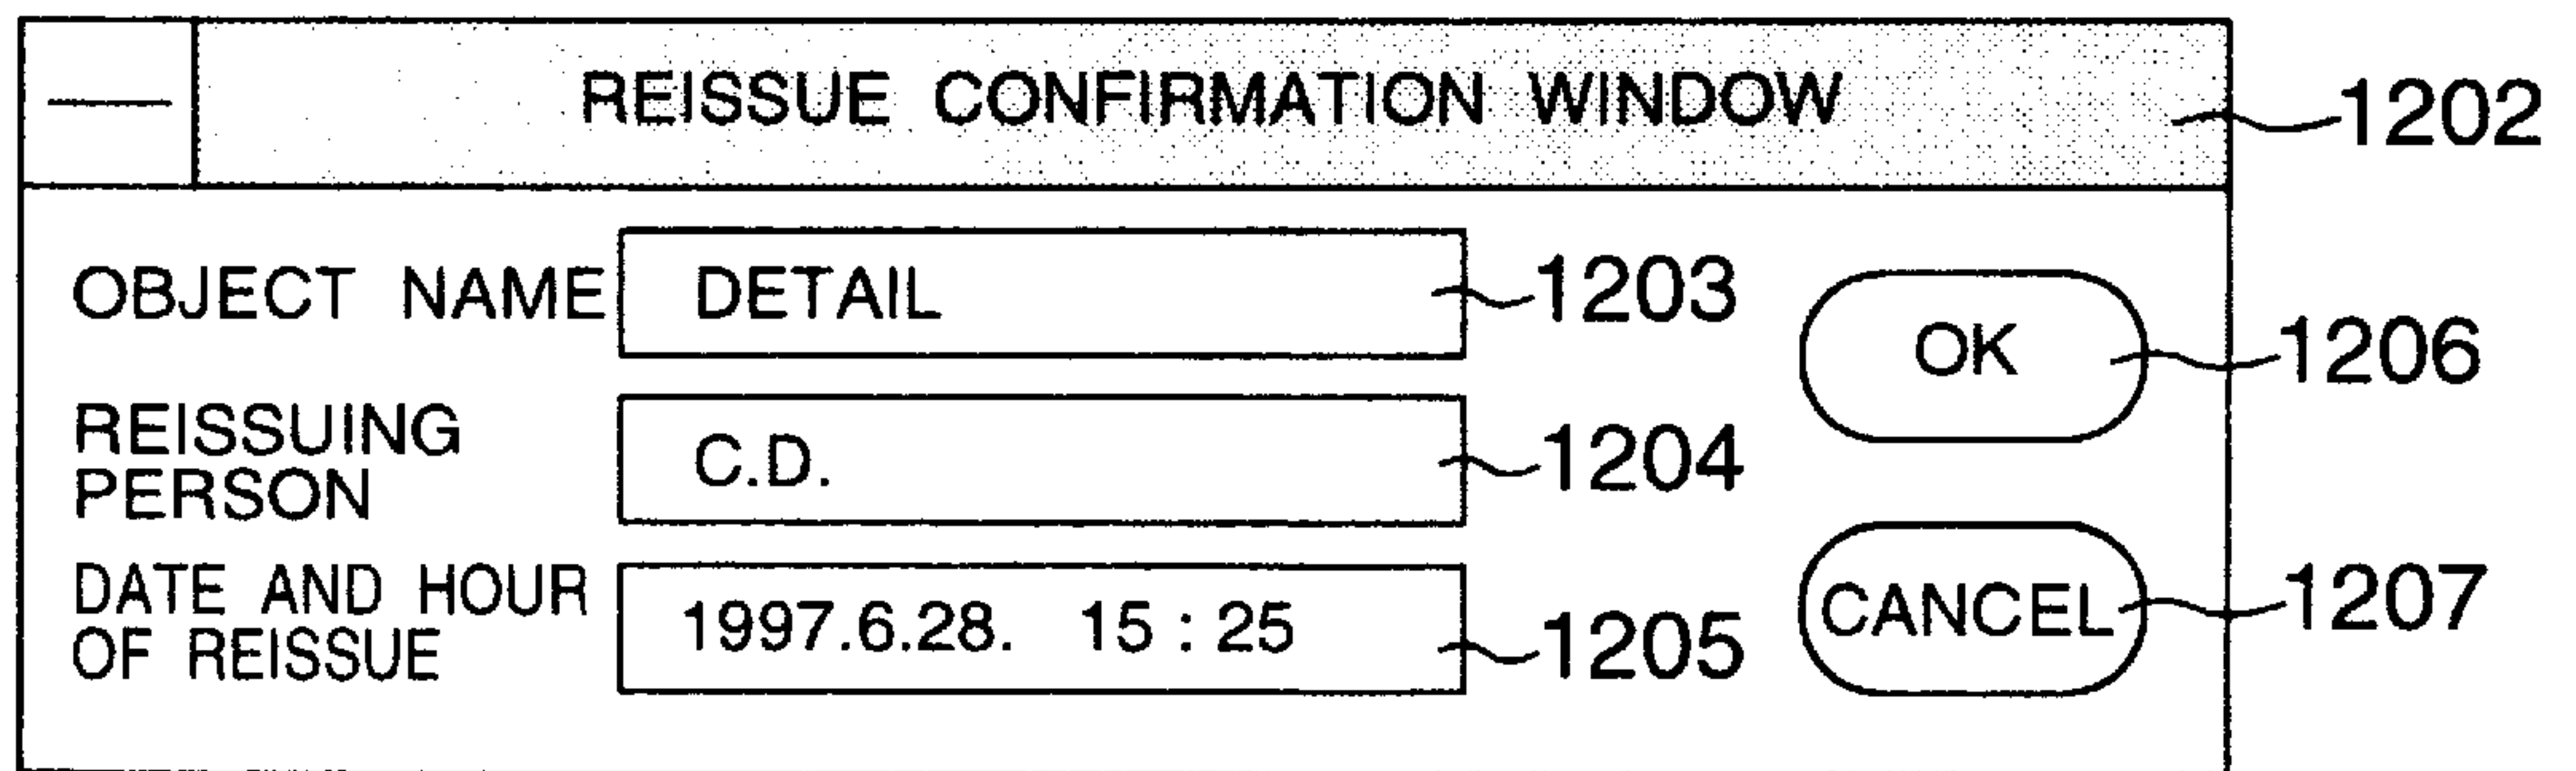 REISSUE CONFIRMATION WINDOW 1202
OBJECT NAME DETAIL 1203
OK 1206
REISSUING
PERSON
C.D. 1204
DATE AND HOUR
OF REISSUE
1997.6.28. 15 : 25 1205
CANCEL 1207